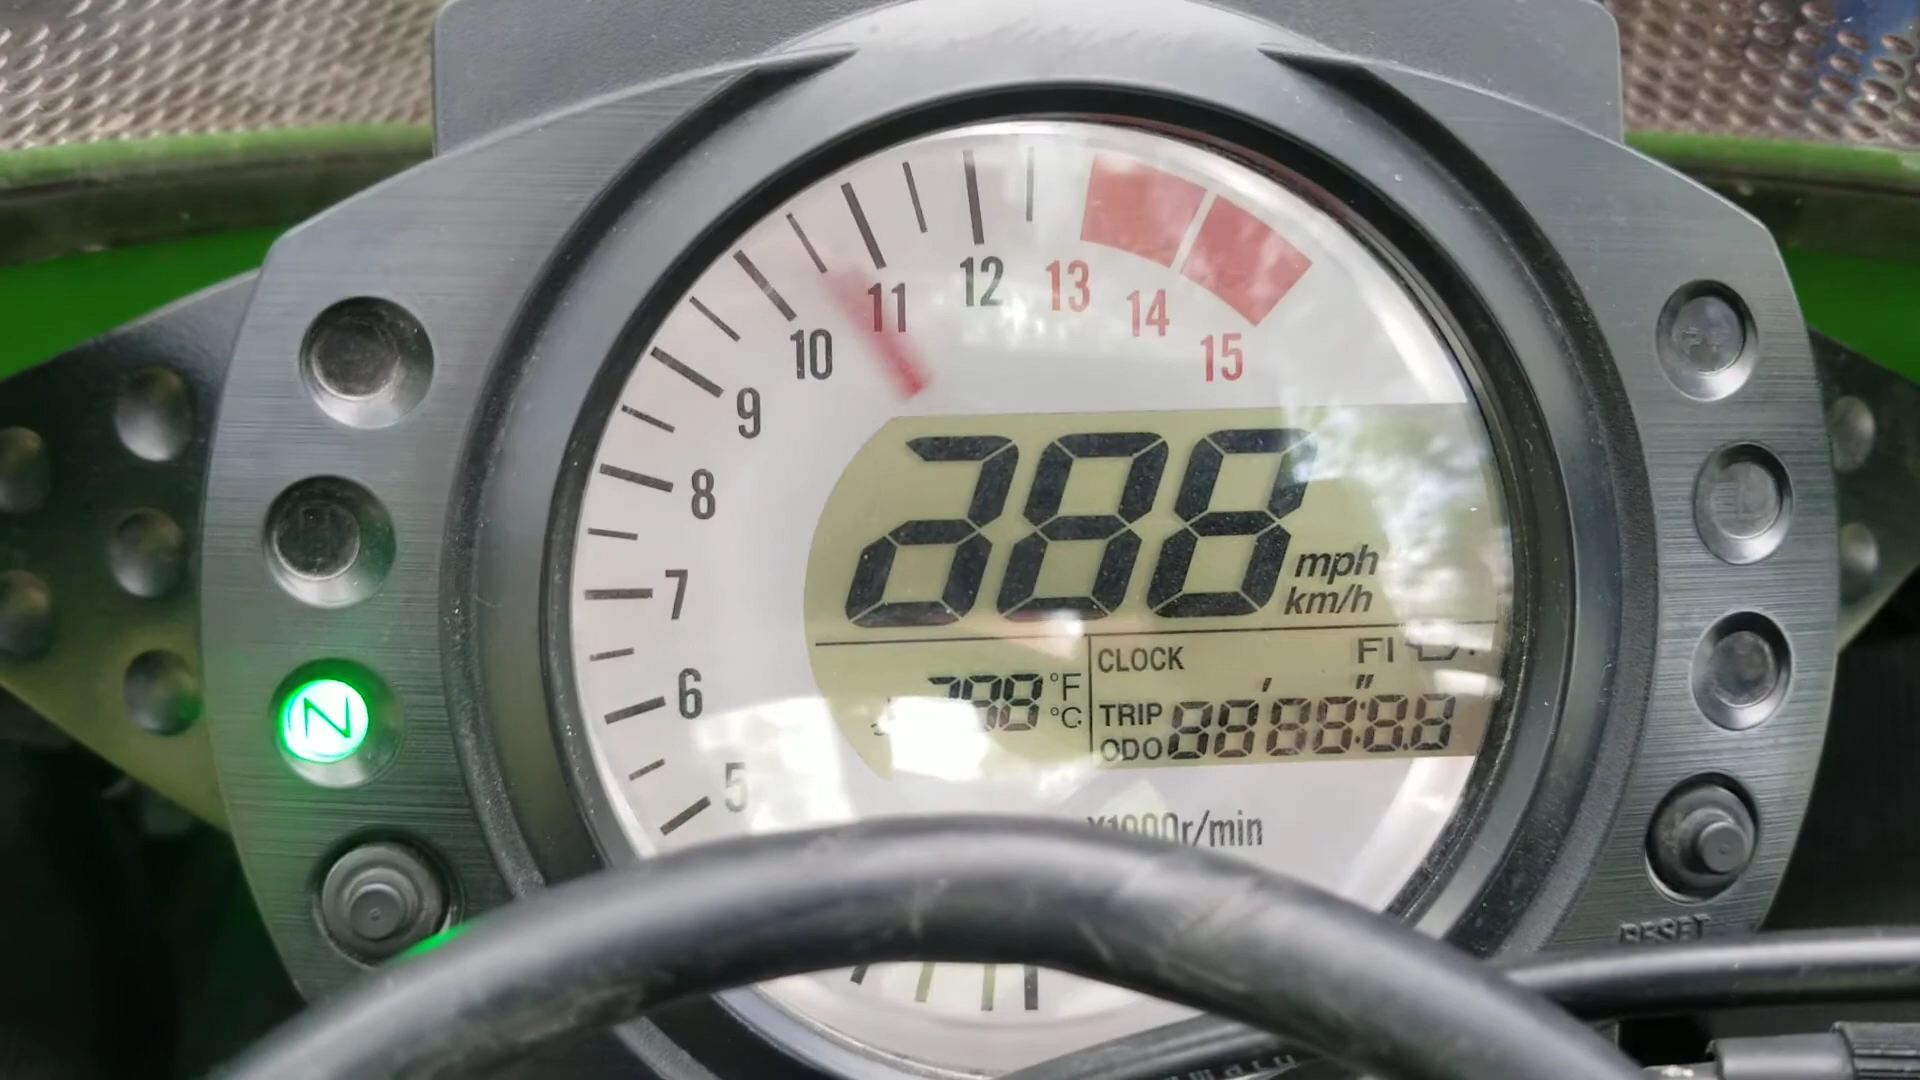 12
11
13
14
10
15
9
8
288
mph
7
km/h
CLOCK
FI
6
°F
°C
TRIP
ODO
88'88"8.8
5
X1000r/min
N
RESET